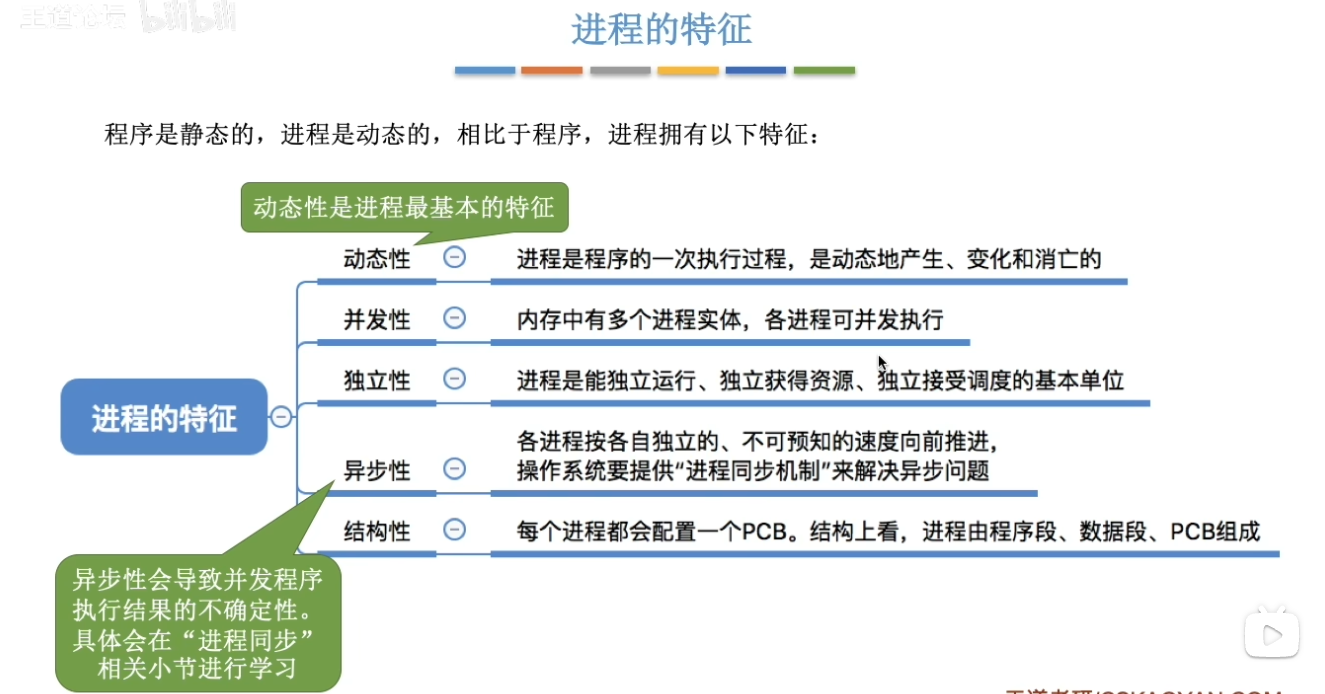 王道论坛 bilibili
进程的特征
程序是静态的，进程是动态的，相比于程序，进程拥有以下特征：
动态性是进程最基本的特征
动态性 进程是程序的一次执行过程，是动态地产生、变化和消亡的
并发性 内存中有多个进程实体，各进程可并发执行
独立性 进程是能独立运行、独立获得资源、独立接受调度的基本单位
进程的特征
各进程按各自独立的、不可预知的速度向前推进，
异步性 操作系统要提供“进程同步机制”来解决异步问题
结构性 每个进程都会配置一个PCB。结构上看，进程由程序段、数据段、PCB组成
异步性会导致并发程序
执行结果的不确定性。
具体会在“进程同步”
相关小节进行学习
王道考研/CSKAOYAN.COM